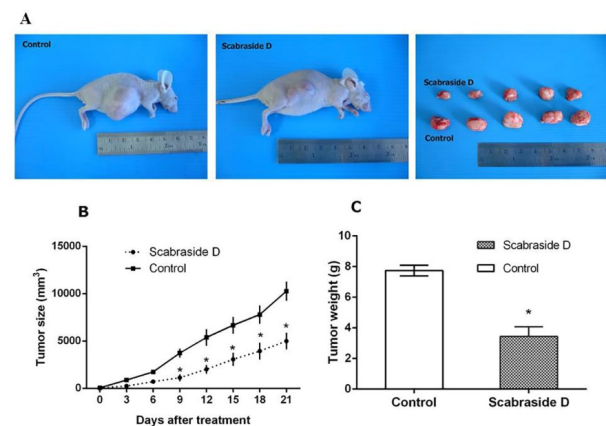 A
Control
Scabraside D
Scabraside D
Control
B
Scabraside D
Control
Tumor size (mm³)
15000
10000
5000
0
*
*
*
*
*
0 3 6 9 12 15 18 21
Days after treatment
C
Scabraside D
Control
Tumor weight (g)
8
6
4
2
0
*
Control Scabraside D